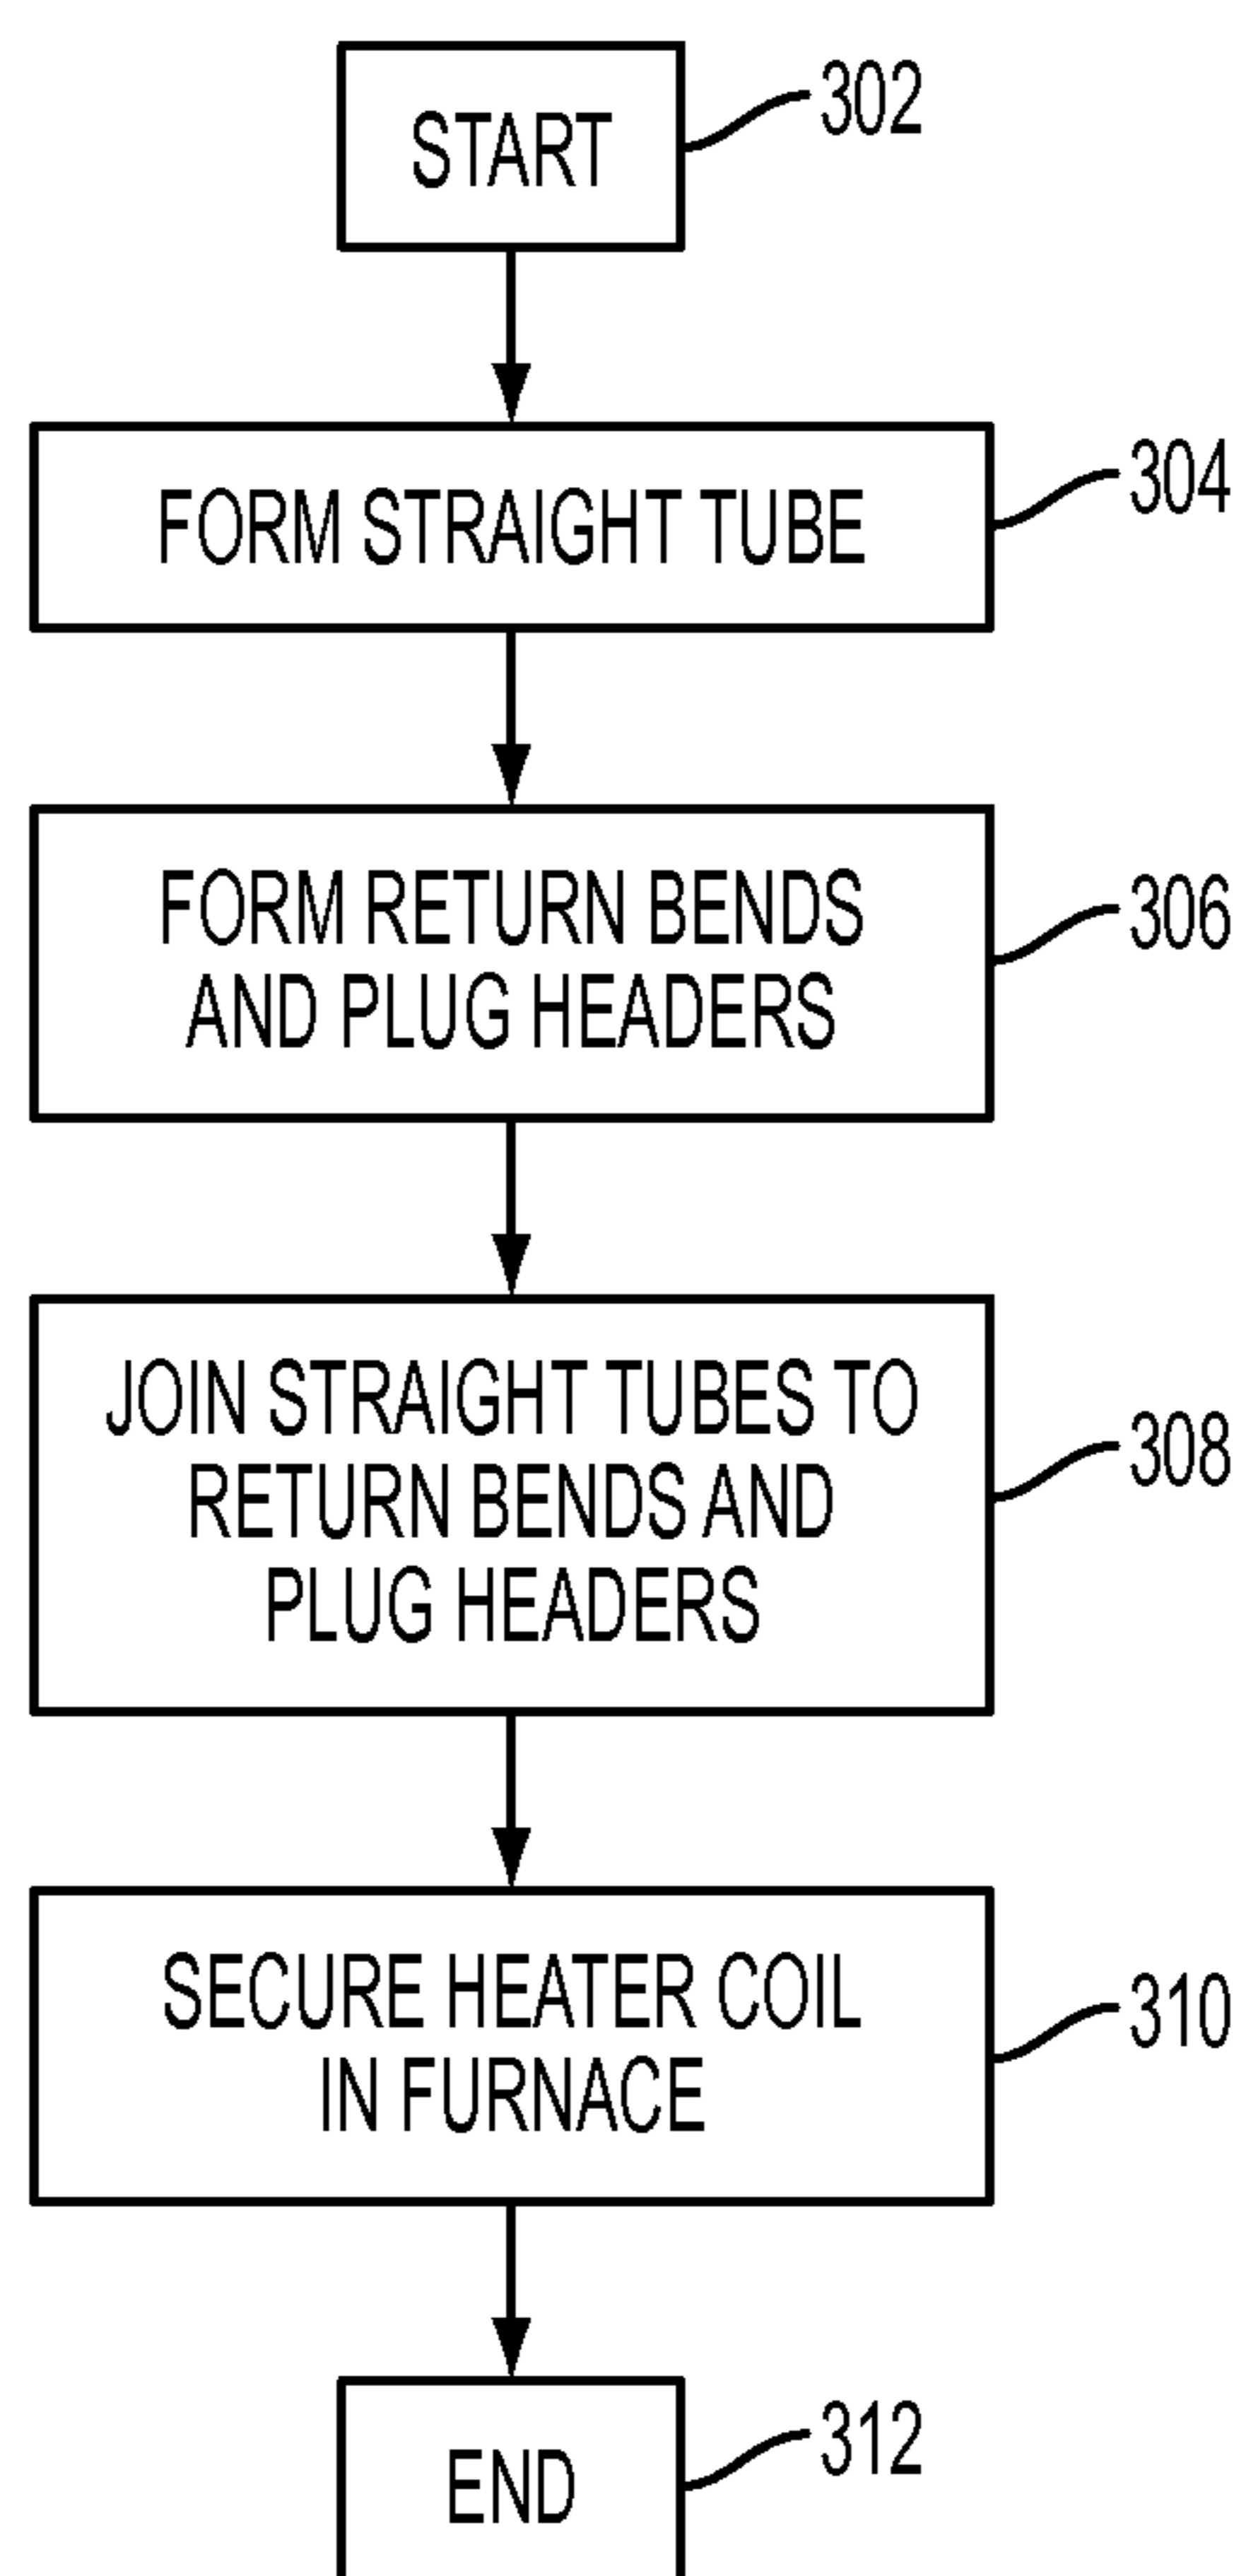 START
302
FORM STRAIGHT TUBE
304
FORM RETURN BENDS
AND PLUG HEADERS
306
JOIN STRAIGHT TUBES TO
RETURN BENDS AND
PLUG HEADERS
308
SECURE HEATER COIL
IN FURNACE
310
END
312